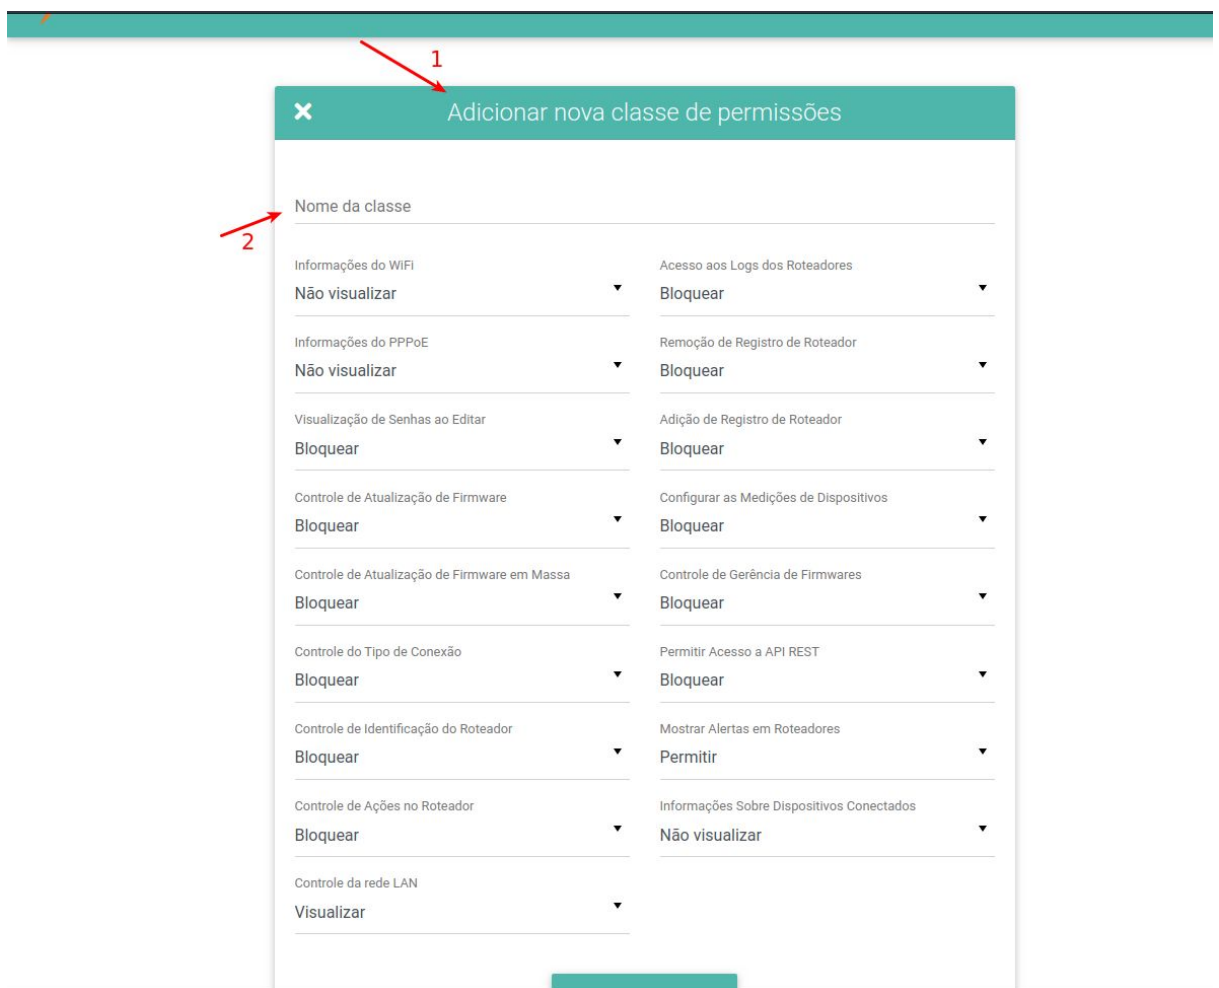 1
Adicionar nova classe de permissões
Nome da classe
2
Informações do WiFi
Não visualizar
Acesso aos Logs dos Roteadores
Bloquear
Informações do PPPoE
Não visualizar
Remoção de Registro de Roteador
Bloquear
Visualização de Senhas ao Editar
Bloquear
Adição de Registro de Roteador
Bloquear
Controle de Atualização de Firmware
Bloquear
Configurar as Medições de Dispositivos
Bloquear
Controle de Atualização de Firmware em Massa
Bloquear
Controle de Gerência de Firmwares
Bloquear
Controle do Tipo de Conexão
Bloquear
Permitir Acesso a API REST
Bloquear
Controle de Identificação do Roteador
Bloquear
Mostrar Alertas em Roteadores
Permitir
Controle de Ações no Roteador
Bloquear
Informações Sobre Dispositivos Conectados
Não visualizar
Controle da rede LAN
Visualizar